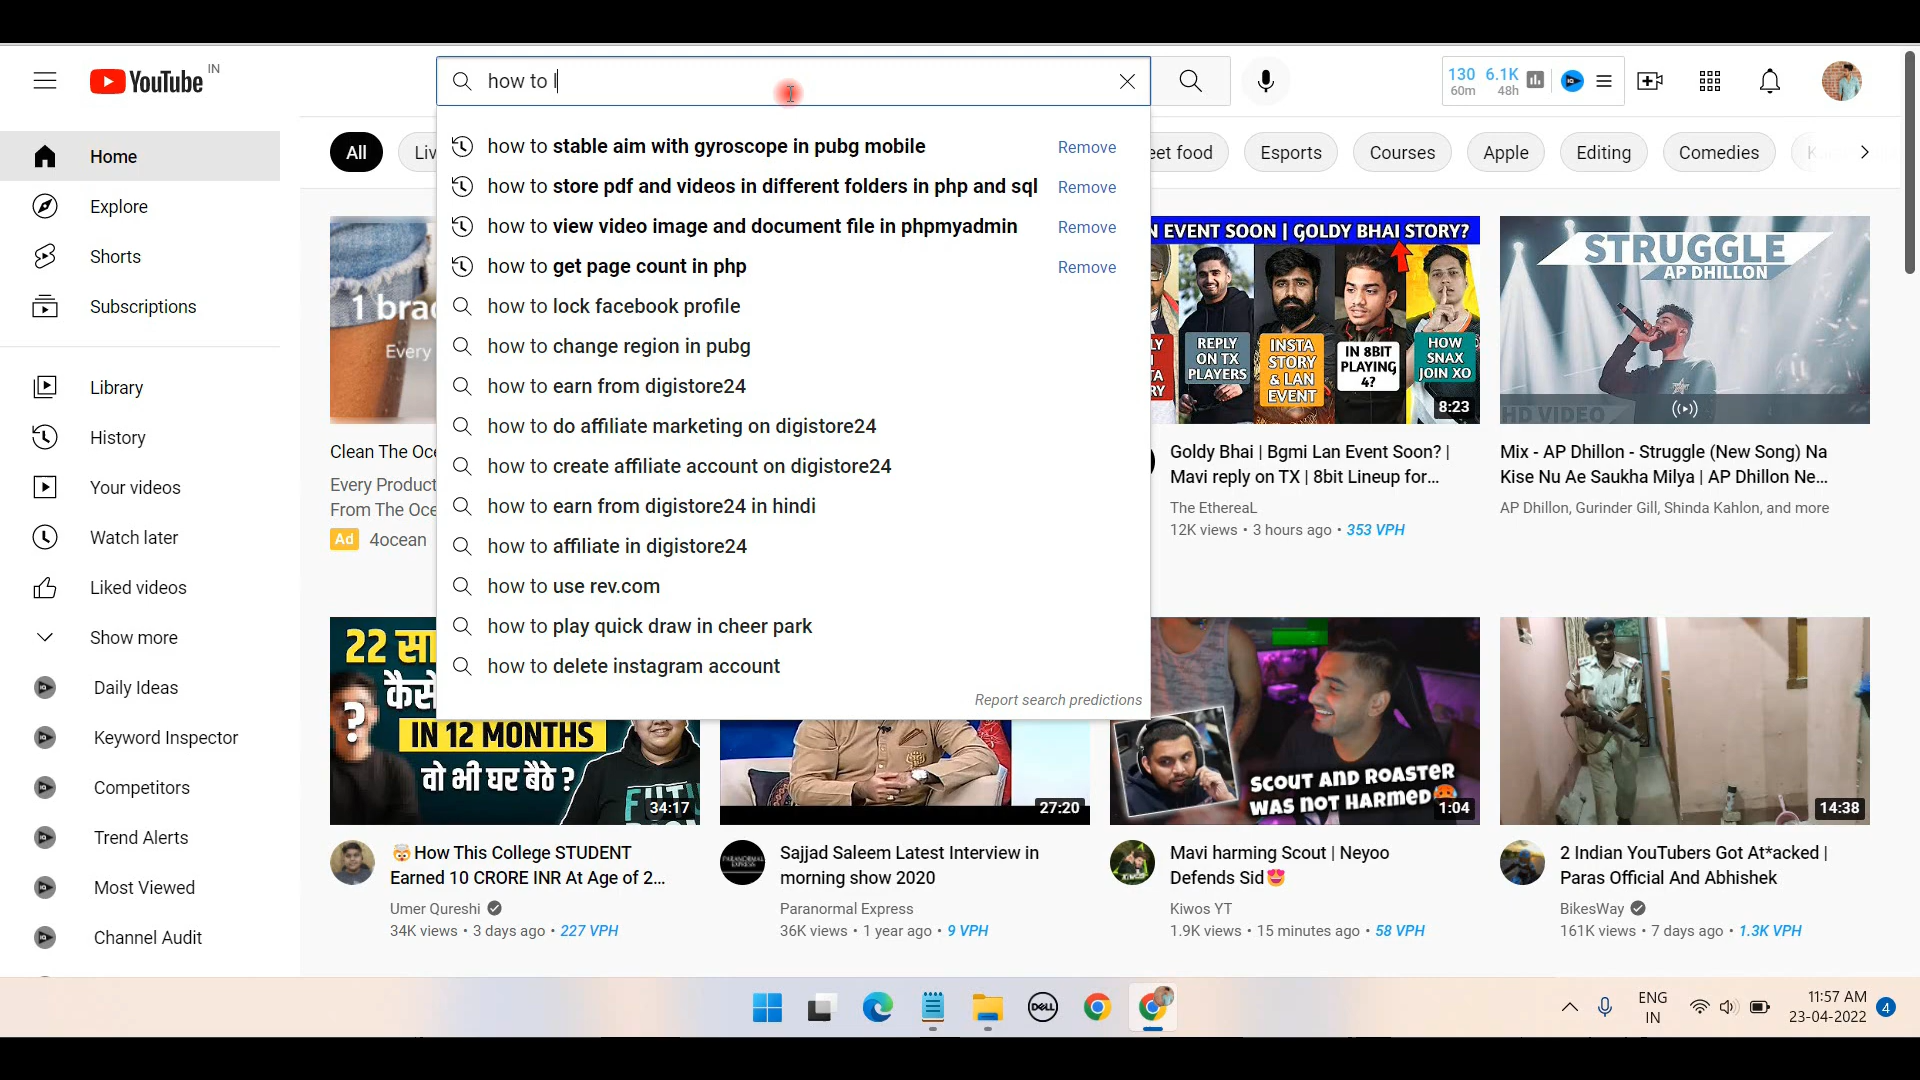 YouTube IN
how to l
130 6.1K
60m 48h
Home
Explore
Shorts
Subscriptions
Library
History
Your videos
Watch later
Liked videos
Show more
Daily Ideas
Keyword Inspector
Competitors
Trend Alerts
Most Viewed
Channel Audit
All
eet food
Esports
Courses
Apple
Editing
Comedies
how to stable aim with gyroscope in pubg mobile Remove
how to store pdf and videos in different folders in php and sql Remove
how to view video image and document file in phpmyadmin Remove
how to get page count in php Remove
how to lock facebook profile
how to change region in pubg
how to earn from digistore24
how to do affiliate marketing on digistore24
how to create affiliate account on digistore24
how to earn from digistore24 in hindi
how to affiliate in digistore24
how to use rev.com
how to play quick draw in cheer park
how to delete instagram account
Report search predictions
Every
Clean The
Every Product
From The
Ad 4ocean
N EVENT SOON | GOLDY BHAI STORY?
REPLY
ON TX
PLAYERS
INSTA
STORY
& LAN
EVENT
IN 8BIT
PLAYING
4?
HOW
SNAX
JOIN XO
8:23
Goldy Bhai | Bgmi Lan Event Soon? |
Mavi reply on TX | 8bit Lineup for...
The EthereaL
12K views • 3 hours ago • 353 VPH
STRUGGLE
AP DHILLON
HD VIDEO
Mix - AP Dhillon - Struggle (New Song) Na
Kise Nu Ae Saukha Milya | AP Dhillon Ne...
AP Dhillon, Gurinder Gill, Shinda Kahlon, and more
22
?
IN 12 MONTHS
वो भी घर बैठे ?
34:17
🤯How This College STUDENT
Earned 10 CRORE INR At Age of 2...
Umer Qureshi
34K views • 3 days ago • 227 VPH
27:20
PARANORMAL
EXPRESS
Sajjad Saleem Latest Interview in
morning show 2020
Paranormal Express
36K views • 1 year ago • 9 VPH
SCOUT AND ROASTER
WAS NOT HARMED
1:04
Mavi harming Scout | Neyoo
Defends Sid😍
Kiwos YT
1.9K views • 15 minutes ago • 58 VPH
14:38
2 Indian YouTubers Got At*acked |
Paras Official And Abhishek
BikesWay
161K views • 7 days ago • 1.3K VPH
DELL
ENG
IN
11:57 AM
23-04-2022
4